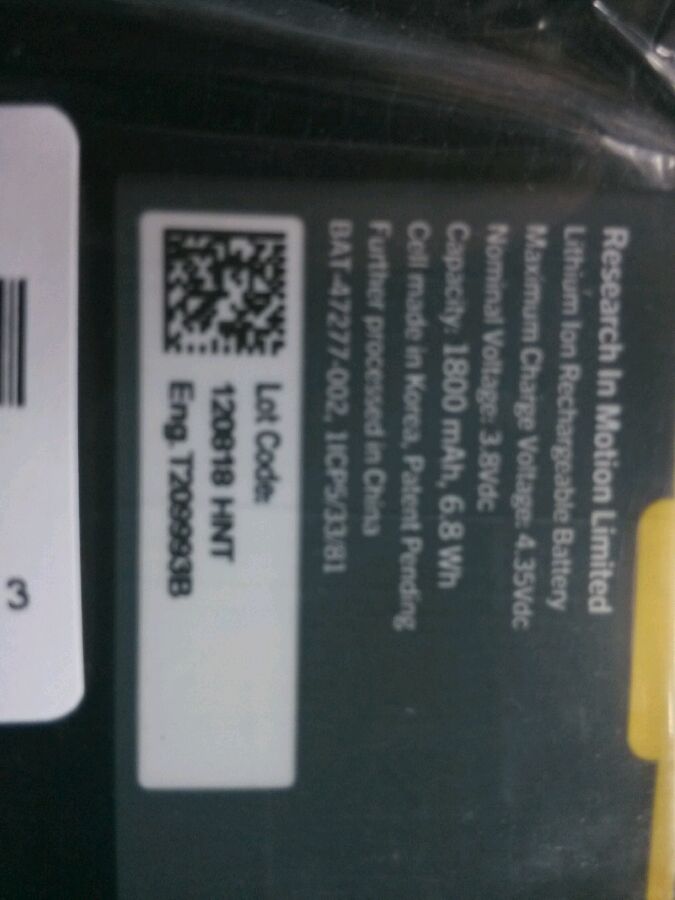 Research In Motion Limited
Lithium Ion Rechargeable Battery
Maximum Charge Voltage: 4.35Vdc
Nominal Voltage: 3.8Vdc
Capacity: 1800 mAh, 6.8 Wh
Cell made in Korea, Patent Pending
Further processed in China
BAT-47277-002, 1ICP5/33/81
Lot Code:
120818 HNT
Eng. T209993B
3